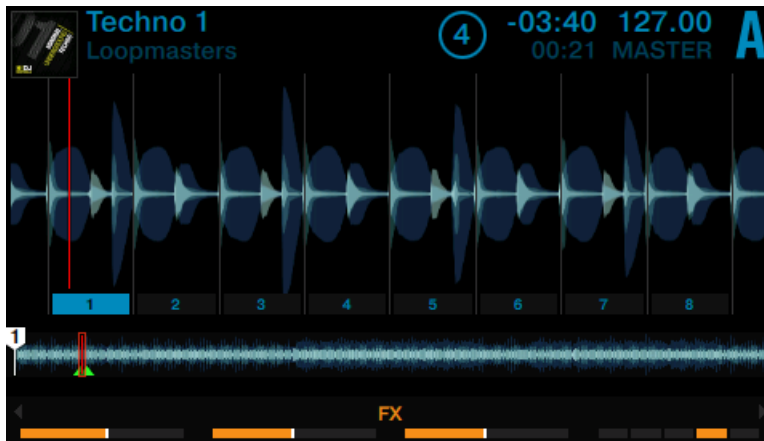 Techno 1
Loopmasters
4
-03:40 127.00
00:21 MASTER
A
1 2 3 4 5 6 7 8
1
FX